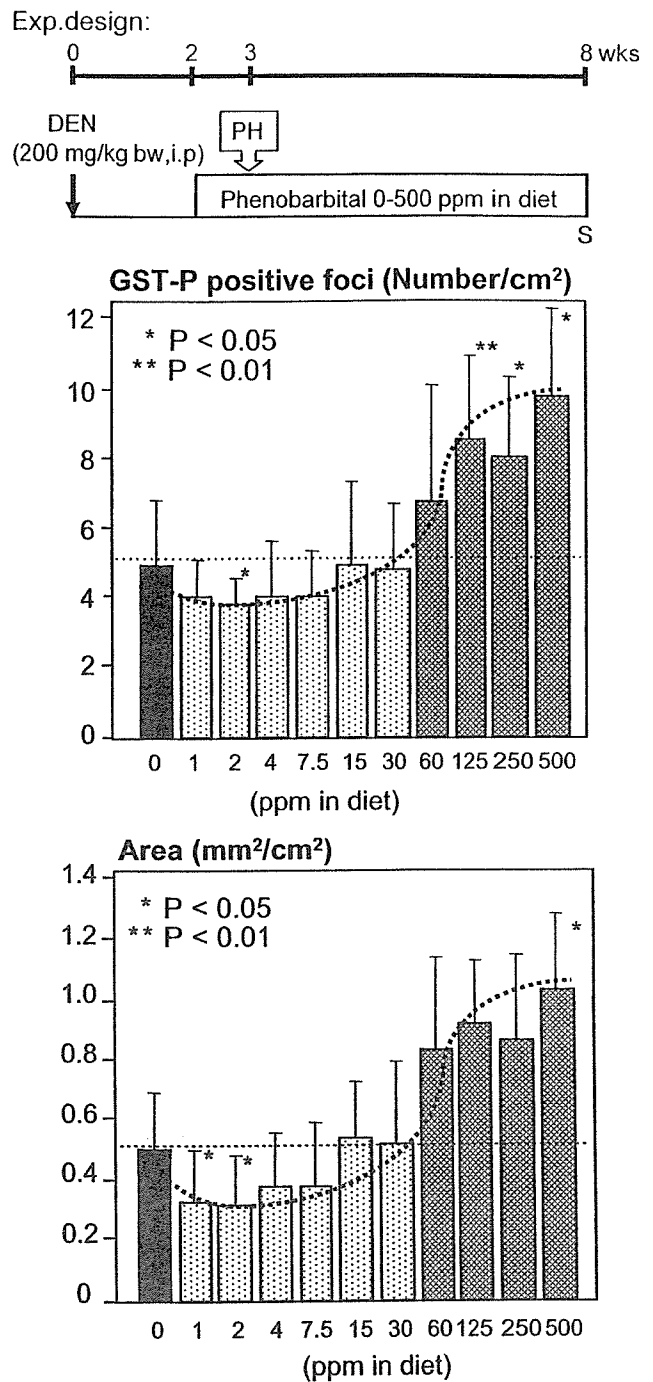 Exp.design:
0 2 3 8 wks
DEN
(200 mg/kg bw,i.p)
PH
Phenobarbital 0-500 ppm in diet
S
GST-P positive foci (Number/cm²)
12
10
8
6
4
2
0
* P < 0.05
** P < 0.01
*
**
*
*
0 1 2 4 7.5 15 30 60 125 250 500
(ppm in diet)
Area (mm²/cm²)
1.4
1.2
1.0
0.8
0.6
0.4
0.2
0
* P < 0.05
** P < 0.01
*
*
*
0 1 2 4 7.5 15 30 60 125 250 500
(ppm in diet)